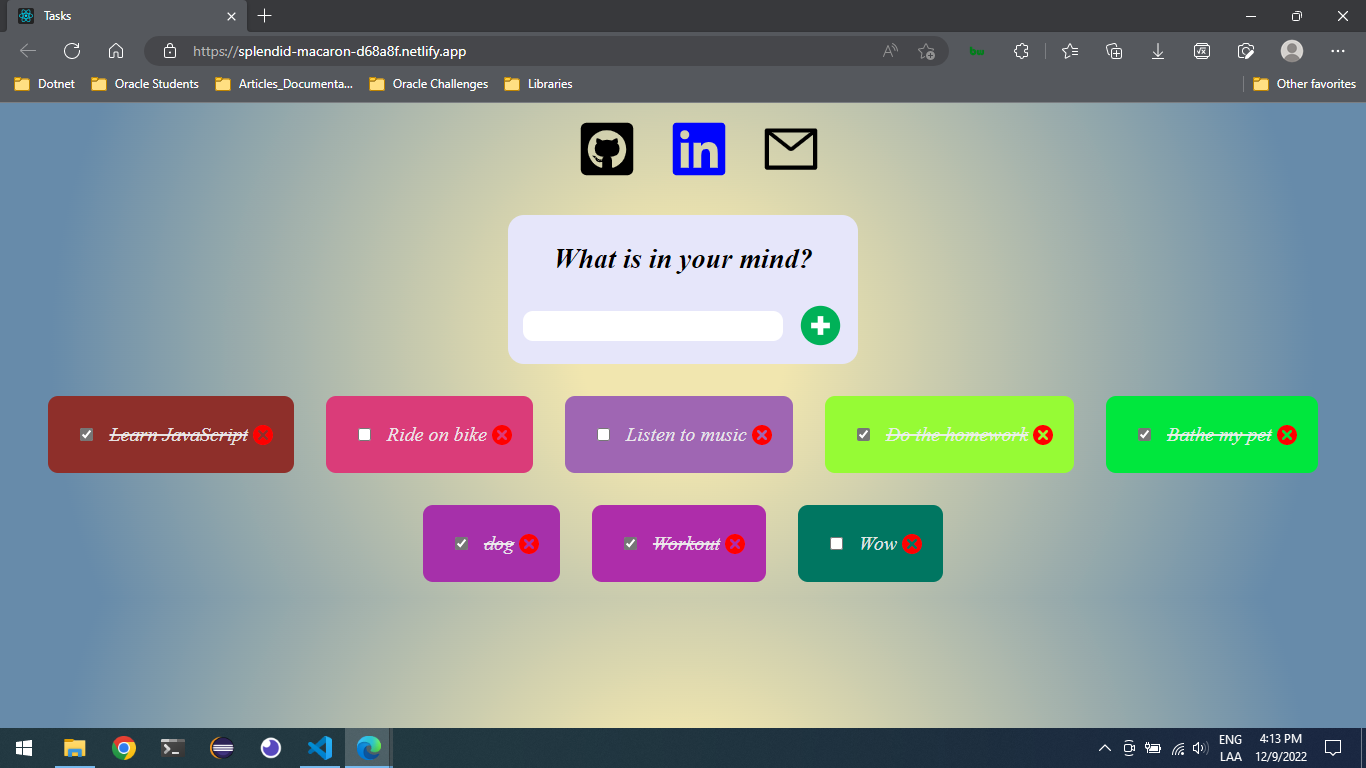 Tasks
https://splendid-macaron-d68a8f.netlify.app
Dotnet Oracle Students Articles_Documenta... Oracle Challenges Libraries Other favorites
in
What is in your mind?
Learn JavaScript Ride on bike Listen to music Do the homework Bathe my pet
dog Workout Wow
ENG 4:13 PM
LAA 12/9/2022